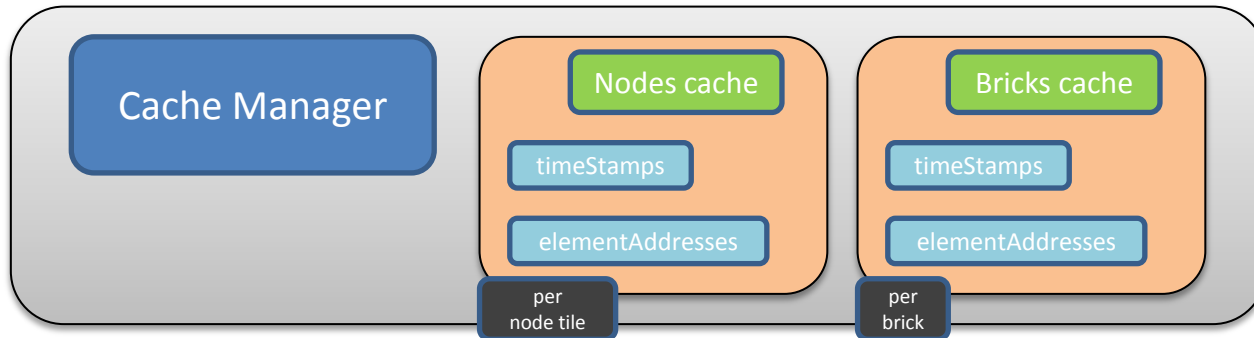 Cache Manager
Nodes cache
timeStamps
elementAddresses
per
node tile
Bricks cache
timeStamps
elementAddresses
per
brick